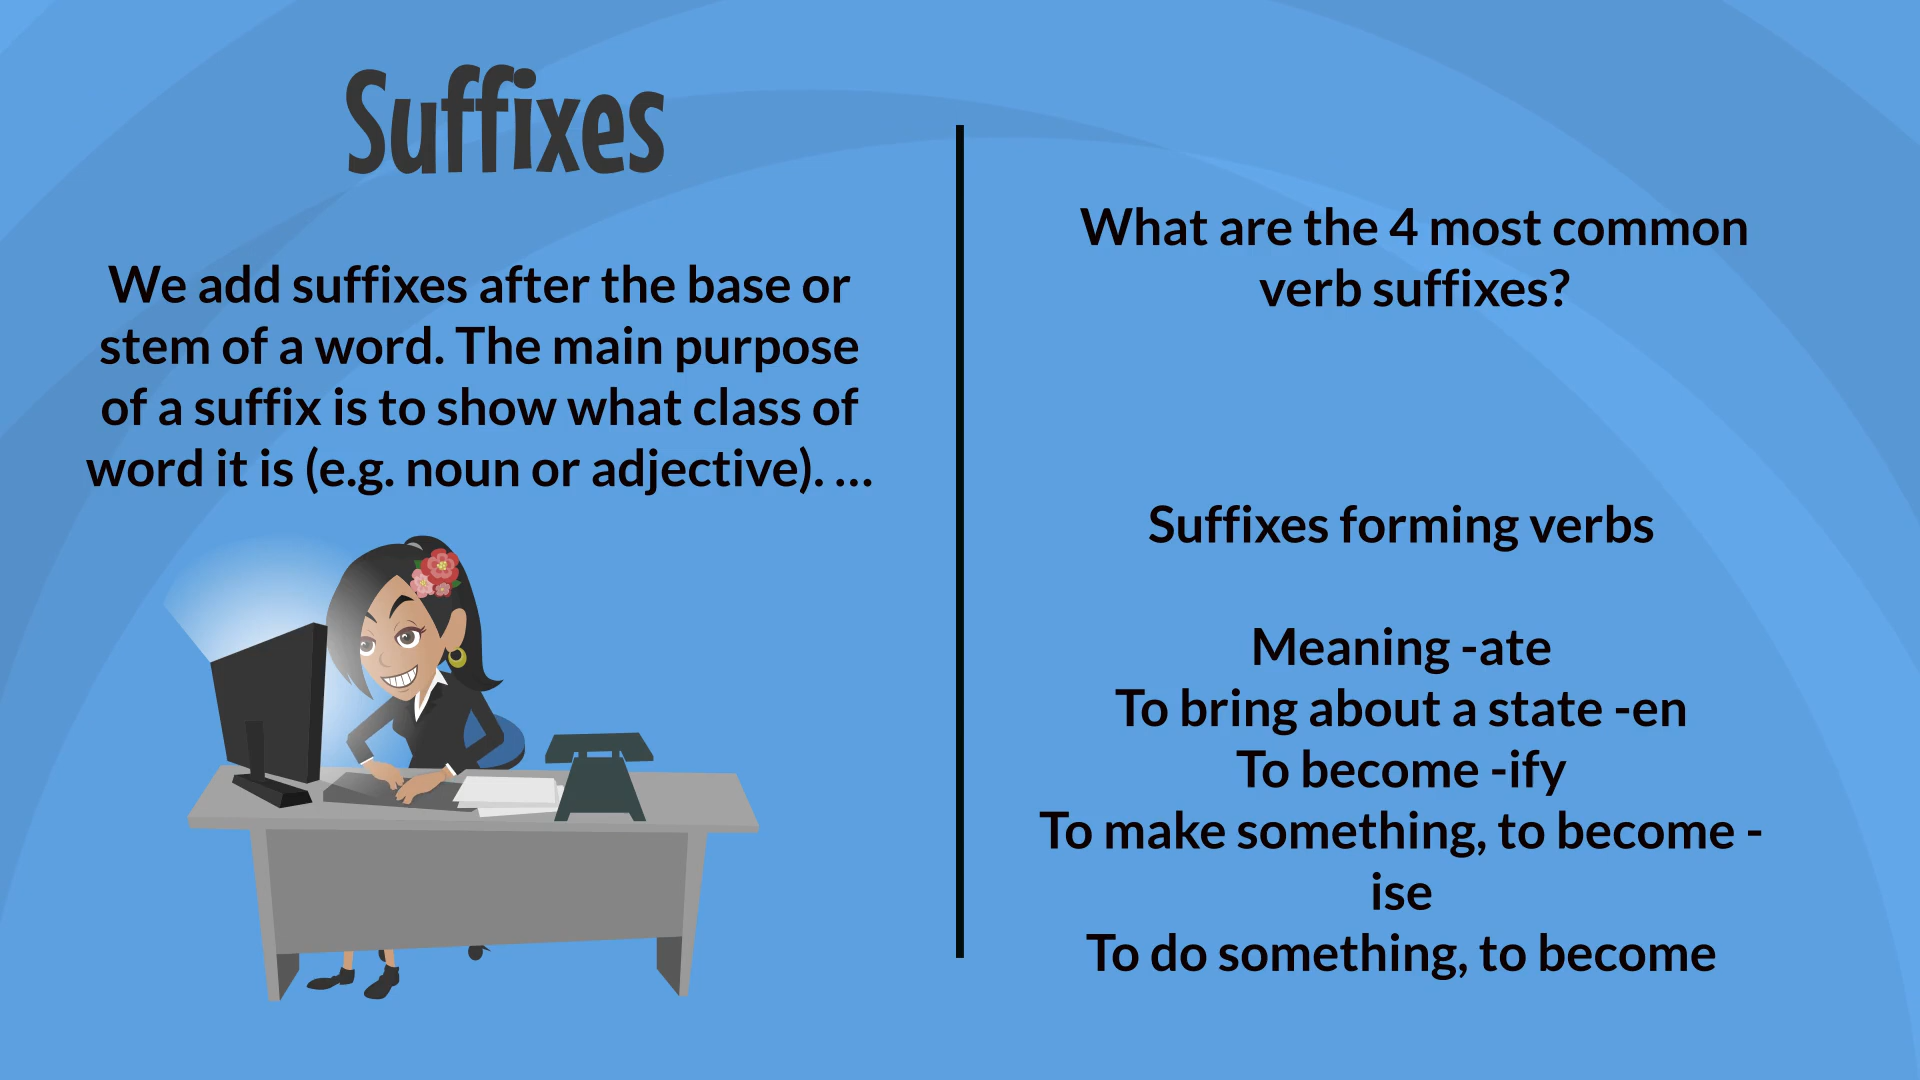 Suffixes
We add suffixes after the base or
stem of a word. The main purpose
of a suffix is to show what class of
word it is (e.g. noun or adjective). ...
What are the 4 most common
verb suffixes?
Suffixes forming verbs
Meaning -ate
To bring about a state -en
To become -ify
To make something, to become -
ise
To do something, to become